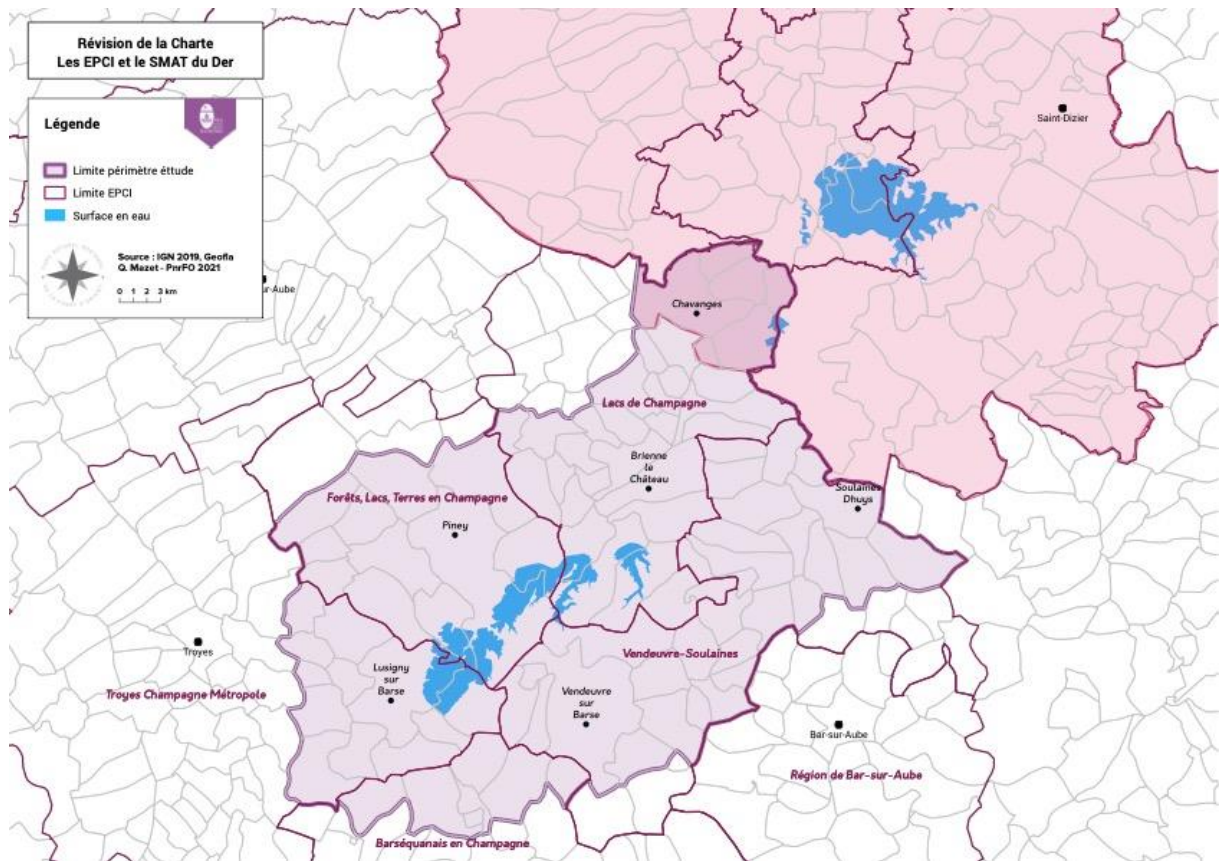 Révision de la Charte
Les EPCI et le SMAT du Der
Légende
Limite périmètre éttude
Limite EPCI
Surface en eau
Source : IGN 2019, Geofla
Q. Mazet - PnrFO 2021
0 1 2 3 km
ur-Aube
Saint-Dizier
Chavanges
Lacs de Champagne
Brienne
le
Château
Soulaines
Dhuys
Forêts, Lacs, Terres en Champagne
Piney
Troyes
Troyes Champagne Métropole
Lusigny
sur
Barse
Vendeuvre-Soulaines
Vendeuvre
sur
Barse
Bar-sur-Aube
Région de Bar-sur-Aube
Barséquanais en Champagne